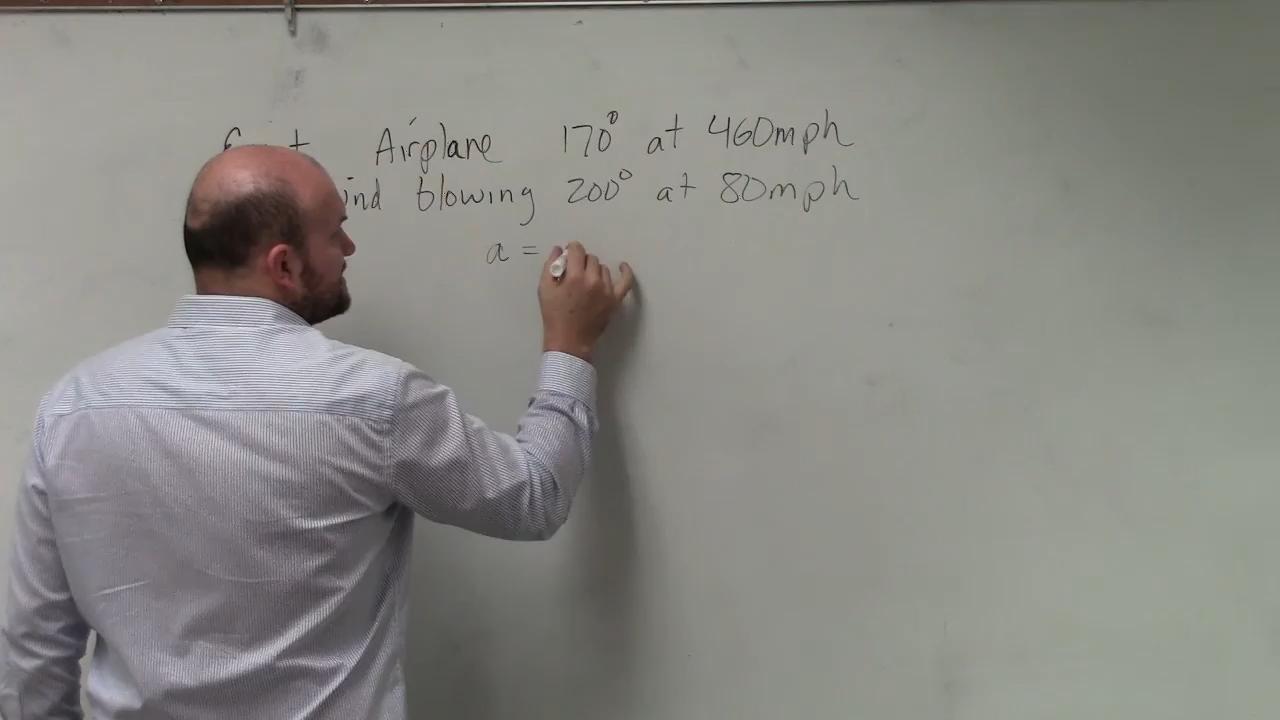 Airplane 170° at 460mph
blowing 200° at 80mph
a =